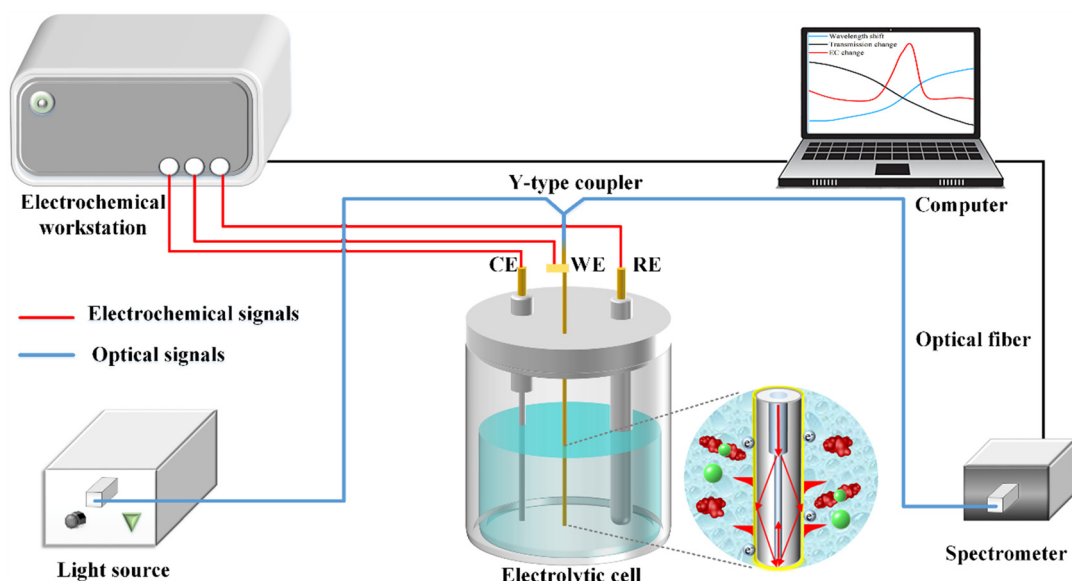 Wavelength shift
Transmission change
EC change
Y-type coupler
Electrochemical
workstation
Computer
CE
WE
RE
Electrochemical signals
Optical signals
Optical fiber
Light source
Electrolytic cell
Spectrometer